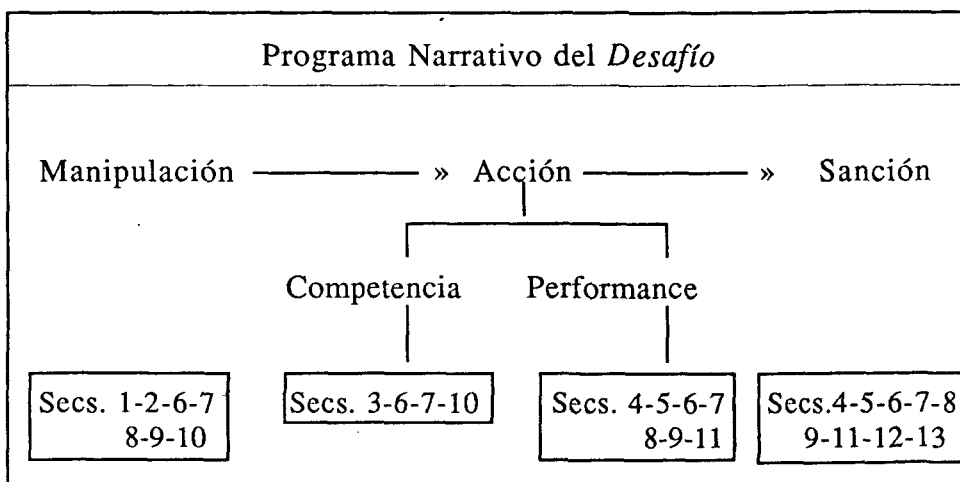 Programa Narrativo del Desafío
Manipulación » Acción » Sanción
Competencia Performance
Secs. 1-2-6-7 Secs. 3-6-7-10 Secs. 4-5-6-7 Secs.4-5-6-7-8
8-9-10 8-9-11 9-11-12-13